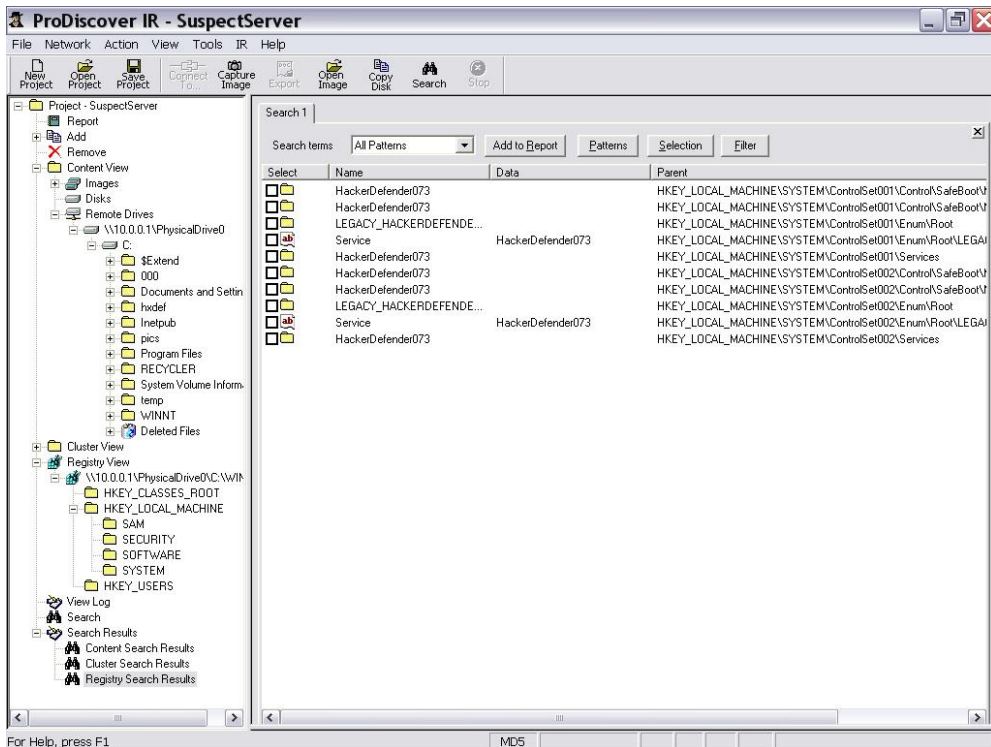 ProDiscover IR - SuspectServer
File Network Action View Tools IR Help
New Project
Open Project
Save Project
Connect To...
Capture Image
Export
Open Image
Copy Disk
Search
Stop
Project - SuspectServer
Report
Add
Remove
Content View
Images
Disks
Remote Drives
\\10.0.0.1\PhysicalDrive0
C:
$Extend
000
Documents and Settin
hxdef
Inetpub
pics
Program Files
RECYCLER
System Volume Inform
temp
WINNT
Deleted Files
Cluster View
Registry View
\\10.0.0.1\PhysicalDrive0\C:\WIN
HKEY_CLASSES_ROOT
HKEY_LOCAL_MACHINE
SAM
SECURITY
SOFTWARE
SYSTEM
HKEY_USERS
View Log
Search
Search Results
Content Search Results
Cluster Search Results
Registry Search Results
Search 1
Search terms All Patterns Add to Report Patterns Selection Filter
Select Name Data Parent
HackerDefender073 HKEY_LOCAL_MACHINE\SYSTEM\ControlSet001\Control\SafeBoot\
HackerDefender073 HKEY_LOCAL_MACHINE\SYSTEM\ControlSet001\Control\SafeBoot\
LEGACY_HACKERDEFENDE... HKEY_LOCAL_MACHINE\SYSTEM\ControlSet001\Enum\Root
ab Service HackerDefender073 HKEY_LOCAL_MACHINE\SYSTEM\ControlSet001\Enum\Root\LEGA
HackerDefender073 HKEY_LOCAL_MACHINE\SYSTEM\ControlSet001\Services
HackerDefender073 HKEY_LOCAL_MACHINE\SYSTEM\ControlSet002\Control\SafeBoot\
HackerDefender073 HKEY_LOCAL_MACHINE\SYSTEM\ControlSet002\Control\SafeBoot\
LEGACY_HACKERDEFENDE... HKEY_LOCAL_MACHINE\SYSTEM\ControlSet002\Enum\Root
ab Service HackerDefender073 HKEY_LOCAL_MACHINE\SYSTEM\ControlSet002\Enum\Root\LEGA
HackerDefender073 HKEY_LOCAL_MACHINE\SYSTEM\ControlSet002\Services
For Help, press F1 MD5